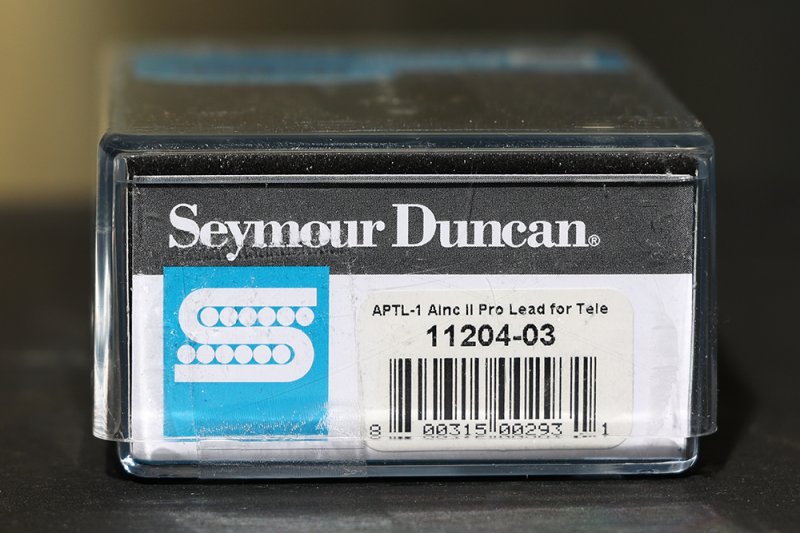 Seymour Duncan®
APTL-1 Alnc II Pro Lead for Tele
11204-03
8 00315 00293 1